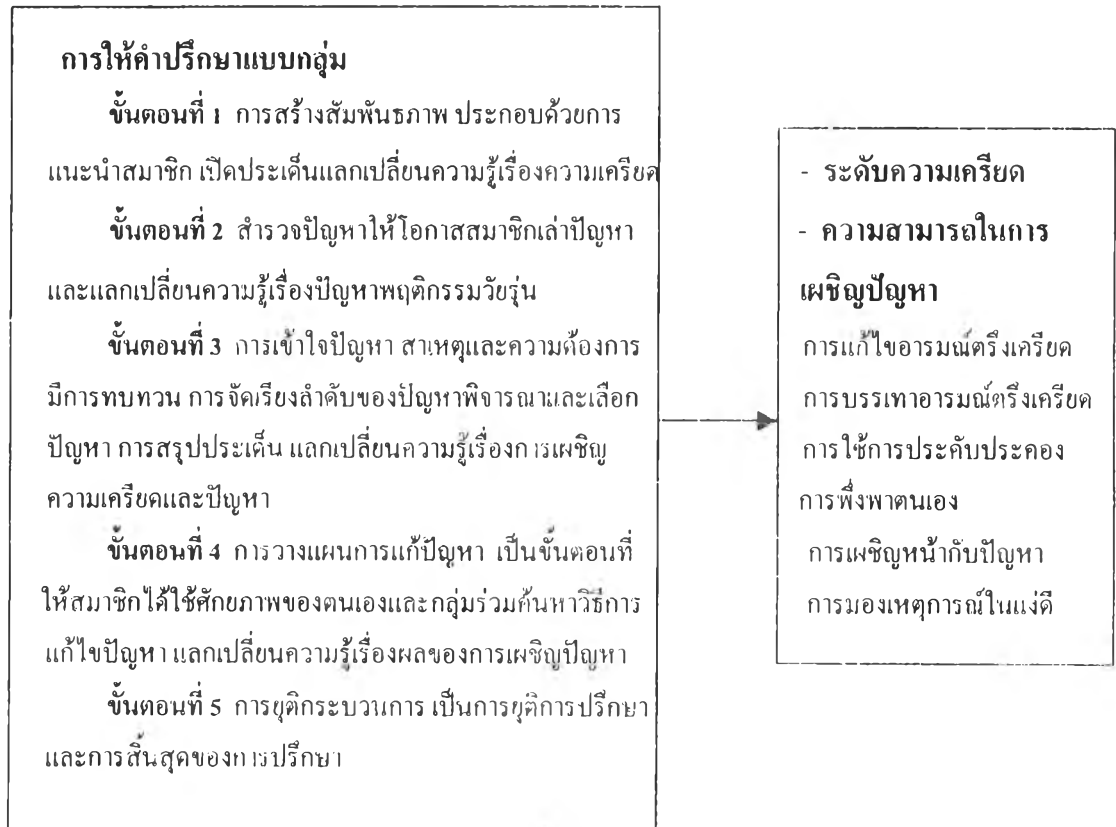 การให้คำปรึกษาแบบกลุ่ม
ขั้นตอนที่ 1 การสร้างสัมพันธภาพ ประกอบด้วยการ
แนะนำสมาชิก เปิดประเด็นแลกเปลี่ยนความรู้เรื่องความเครียด
ขั้นตอนที่ 2 สำรวจปัญหาให้โอกาสสมาชิกเล่าปัญหา
และแลกเปลี่ยนความรู้เรื่องปัญหาพฤติกรรมวัยรุ่น
ขั้นตอนที่ 3 การเข้าใจปัญหา สาเหตุและความต้องการ
มีการทบทวน การจัดเรียงลำดับของปัญหาพิจารณาและเลือก
ปัญหา การสรุปประเด็น แลกเปลี่ยนความรู้เรื่องการเผชิญ
ความเครียดและปัญหา
ขั้นตอนที่ 4 การวางแผนการแก้ปัญหา เป็นขั้นตอนที่
ให้สมาชิกได้ใช้ศักยภาพของตนเองและกลุ่มร่วมค้นหาวิธีการ
แก้ไขปัญหา แลกเปลี่ยนความรู้เรื่องผลของการเผชิญปัญหา
ขั้นตอนที่ 5 การยุติกระบวนการ เป็นการยุติการปรึกษา
และการสิ้นสุดของการปรึกษา
- ระดับความเครียด
- ความสามารถในการ
เผชิญปัญหา
การแก้ไขอารมณ์ตรึงเครียด
การบรรเทาอารมณ์ตรึงเครียด
การใช้การประคับประคอง
การพึ่งพาตนเอง
การเผชิญหน้ากับปัญหา
การมองเหตุการณ์ในแง่ดี